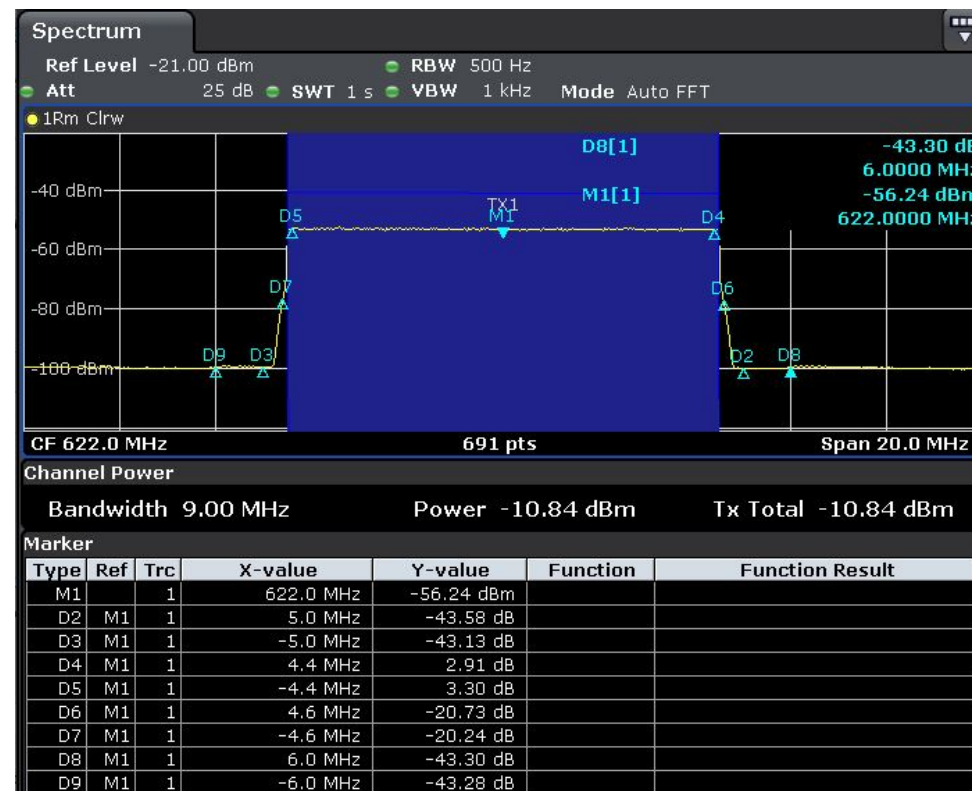 Spectrum
Ref Level -21.00 dBm RBW 500 Hz
Att 25 dB SWT 1 s VBW 1 kHz Mode Auto FFT
1Rm Clrw
D8[1] -43.30 dB
6.0000 MHz
-40 dBm M1[1] -56.24 dBm
622.0000 MHz
TX1
D5 M1 D4
-60 dBm
D7 D6
-80 dBm
D9 D3 D2 D8
-100 dBm
CF 622.0 MHz 691 pts Span 20.0 MHz
Channel Power
Bandwidth 9.00 MHz Power -10.84 dBm Tx Total -10.84 dBm
Marker
Type Ref Trc X-value Y-value Function Function Result
M1 1 622.0 MHz -56.24 dBm
D2 M1 1 5.0 MHz -43.58 dB
D3 M1 1 -5.0 MHz -43.13 dB
D4 M1 1 4.4 MHz 2.91 dB
D5 M1 1 -4.4 MHz 3.30 dB
D6 M1 1 4.6 MHz -20.73 dB
D7 M1 1 -4.6 MHz -20.24 dB
D8 M1 1 6.0 MHz -43.30 dB
D9 M1 1 -6.0 MHz -43.28 dB